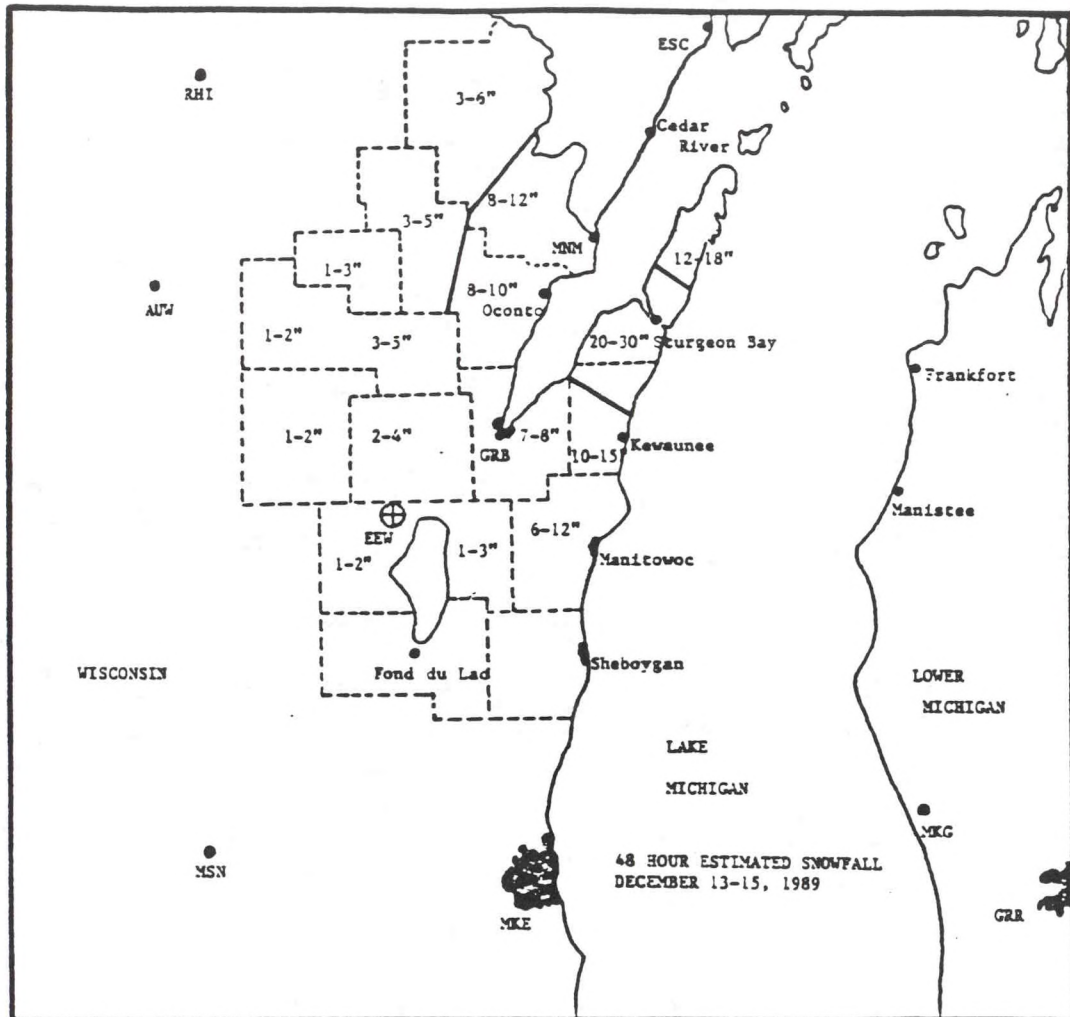 ESC
RHI
3-6"
Cedar
River
8-12"
3-5"
MNM
12-18"
1-3"
8-10"
AUW
Oconto
1-2"
3-5"
20-30"
Sturgeon Bay
Frankfort
1-2"
2-4"
7-8"
GRB
Kewaunee
10-15
Manistee
6-12"
EEW
1-2"
1-3"
Manitowoc
Sheboygan
WISCONSIN
Fond du Lac
LOWER
MICHIGAN
LAKE
MICHIGAN
MKG
48 HOUR ESTIMATED SNOWFALL
DECEMBER 13-15, 1989
MSN
MKE
GRR